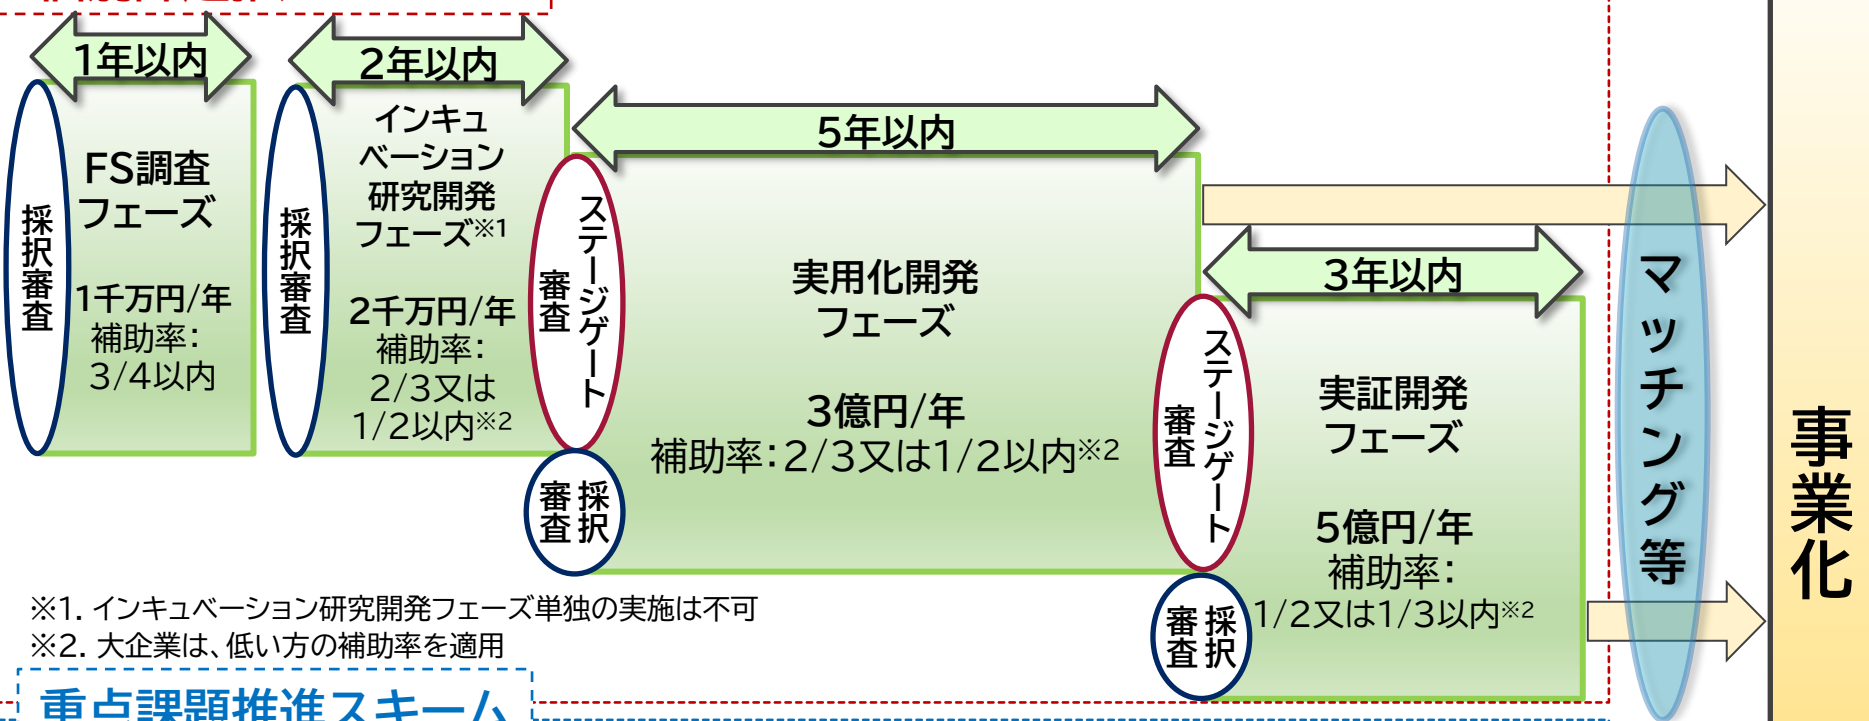 1年以内
採択審査
FS調査
フェーズ
1千万円/年
補助率:
3/4以内
2年以内
採択審査
インキュ
ベーション
研究開発
フェーズ※1
2千万円/年
補助率:
2/3又は
1/2以内※2
5年以内
ステージゲート
審査
採択
審査
実用化開発
フェーズ
3億円/年
補助率:2/3又は1/2以内※2
3年以内
ステージゲート
審査
採択
審査
実証開発
フェーズ
5億円/年
補助率:
1/2又は1/3以内※2
マッチング等
事業化
※1. インキュベーション研究開発フェーズ単独の実施は不可
※2. 大企業は、低い方の補助率を適用
重点課題推進スキーム